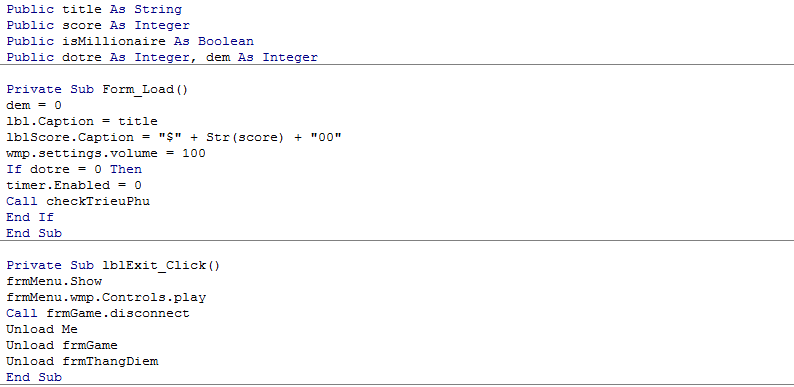 Public title As String
Public score As Integer
Public isMillionaire As Boolean
Public dotre As Integer, dem As Integer
Private Sub Form_Load()
dem = 0
lbl.Caption = title
lblScore.Caption = "$" + Str(score) + "00"
wmp.settings.volume = 100
If dotre = 0 Then
timer.Enabled = 0
Call checkTrieuPhu
End If
End Sub
Private Sub lblExit_Click()
frmMenu.Show
frmMenu.wmp.Controls.play
Call frmGame.disconnect
Unload Me
Unload frmGame
Unload frmThangDiem
End Sub